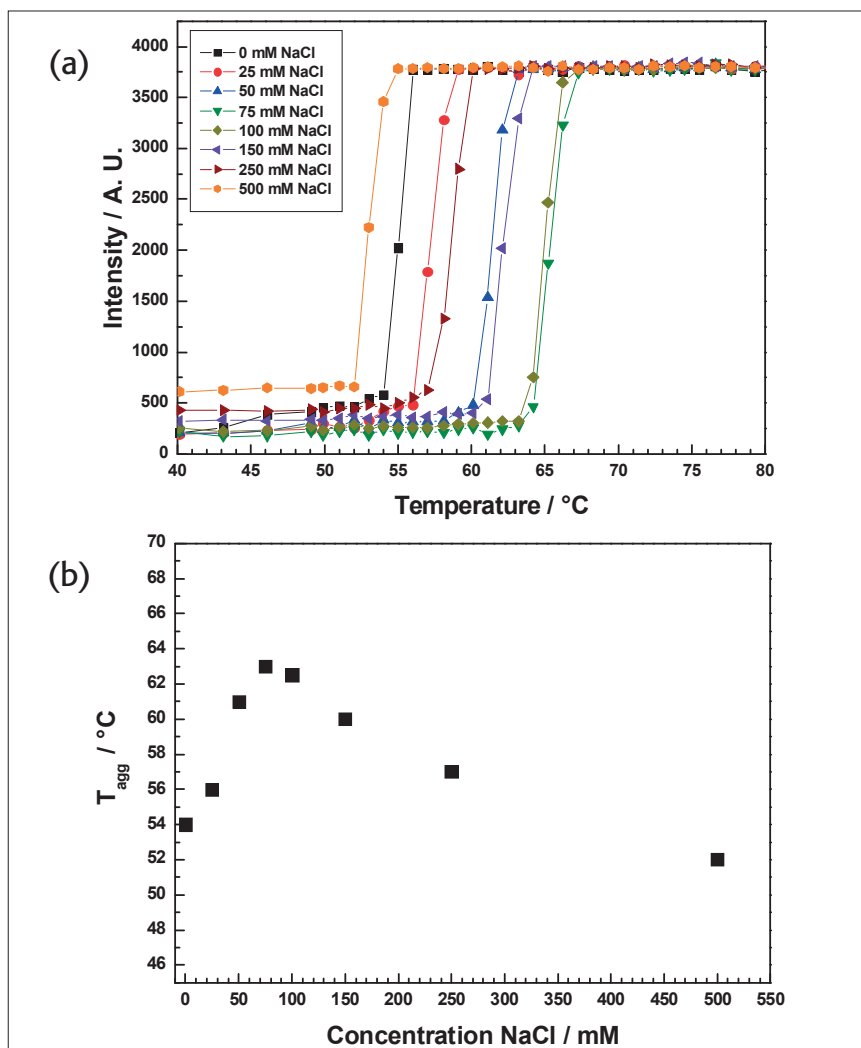 (a)
4000
3500
3000
2500
2000
1500
1000
500
0
Intensity / A. U.
0 mM NaCl
25 mM NaCl
50 mM NaCl
75 mM NaCl
100 mM NaCl
150 mM NaCl
250 mM NaCl
500 mM NaCl
40 45 50 55 60 65 70 75 80
Temperature / °C
(b)
70
68
66
64
62
60
58
56
54
52
50
48
46
Tagg / °C
0 50 100 150 200 250 300 350 400 450 500 550
Concentration NaCl / mM